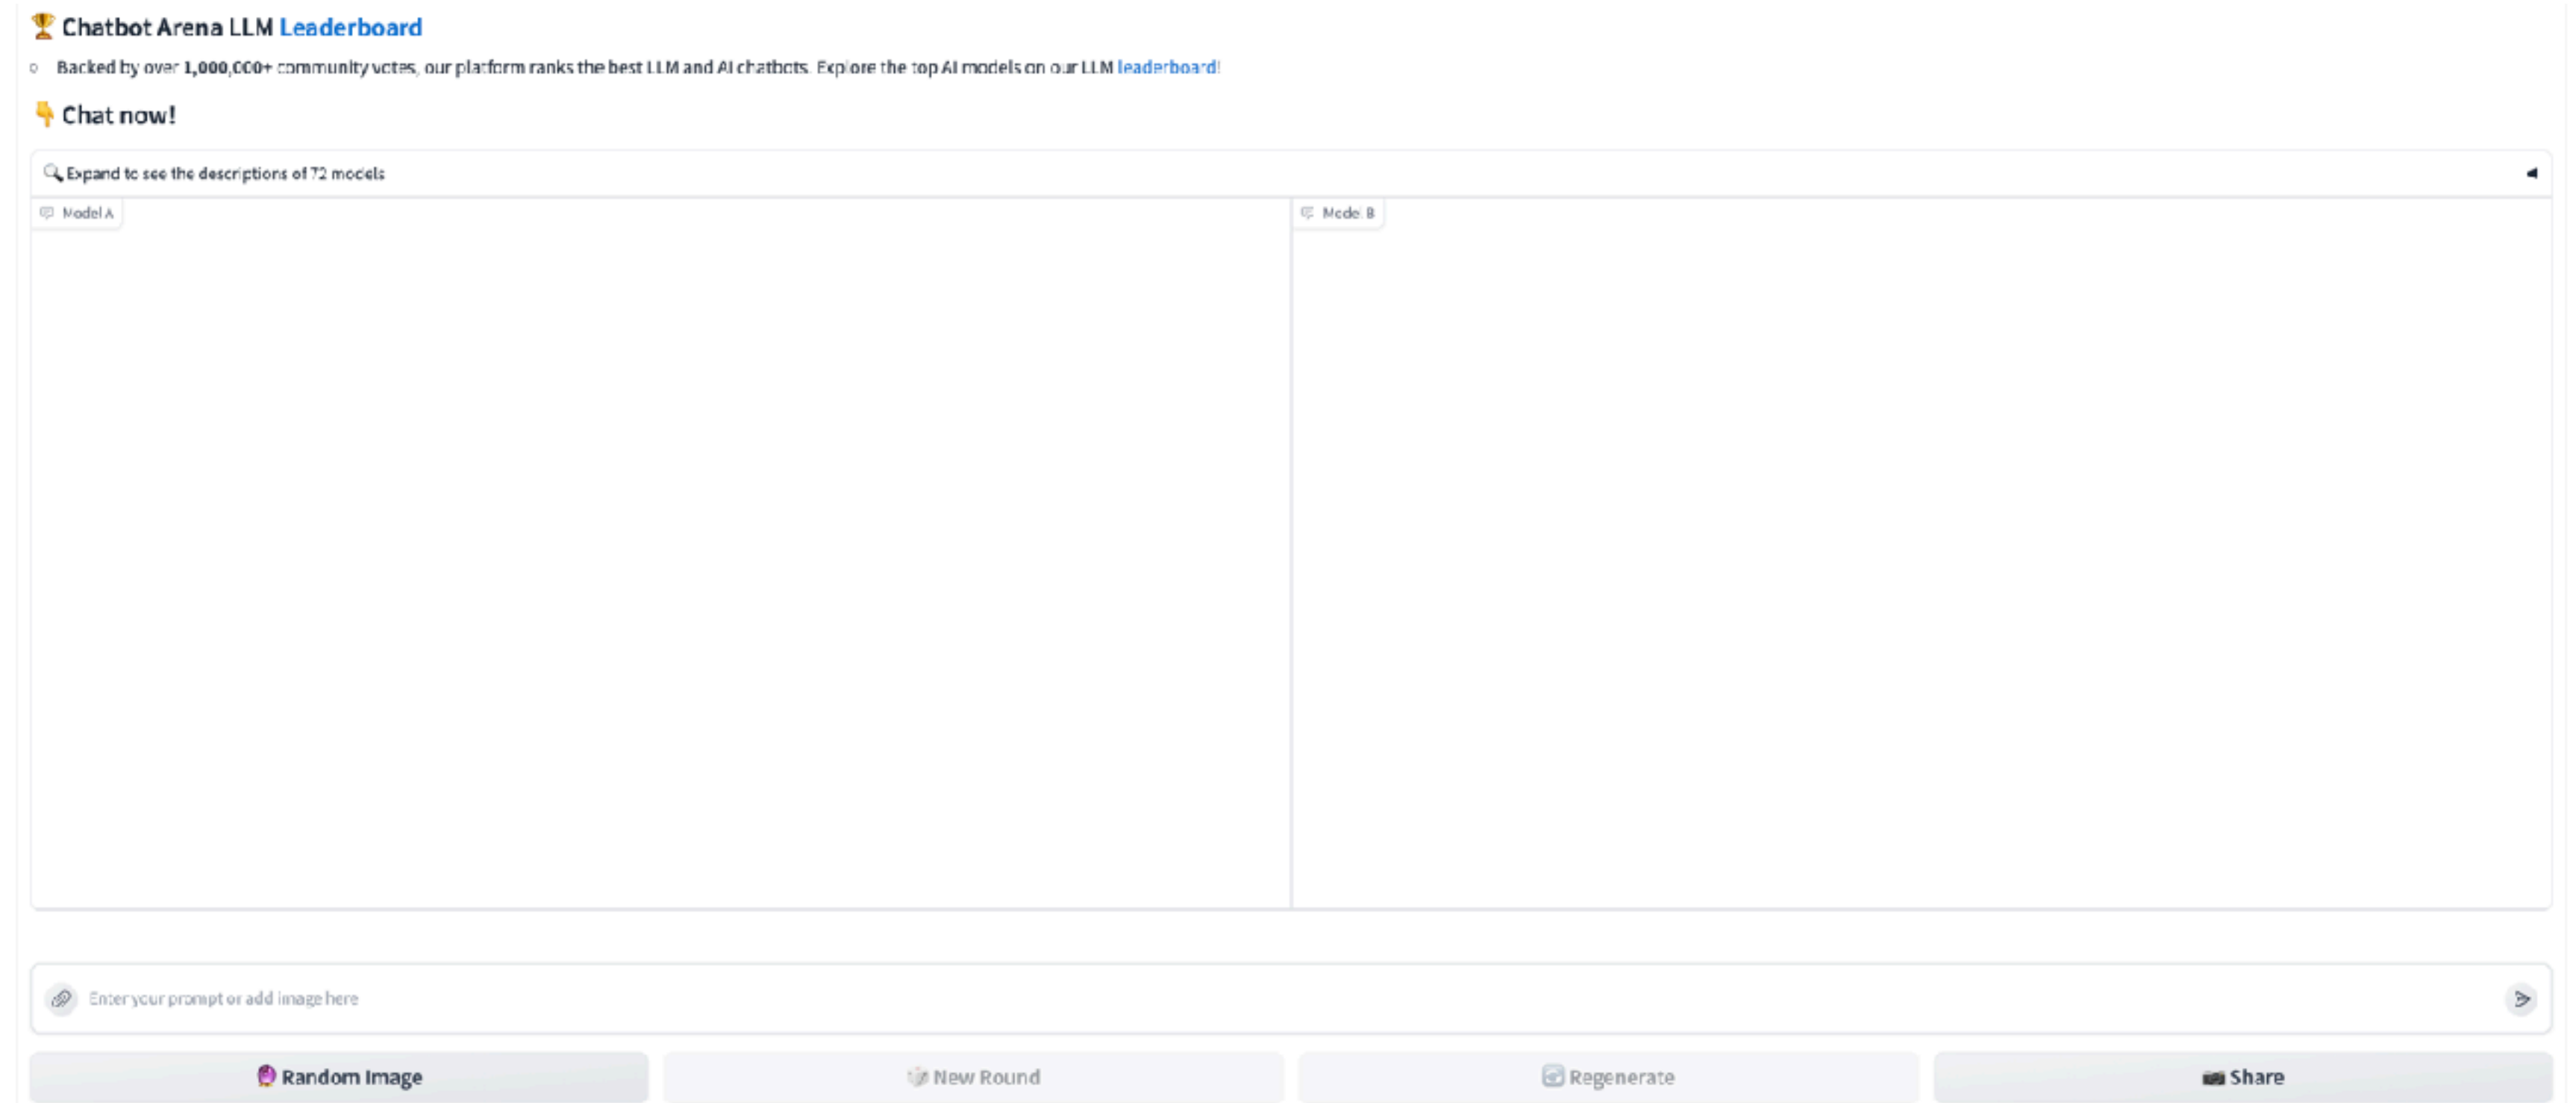 🏆 Chatbot Arena LLM Leaderboard
Backed by over 1,000,000+ community votes, our platform ranks the best LLM and AI chatbots. Explore the top AI models on our LLM leaderboard!
👇 Chat now!
🔍 Expand to see the descriptions of 72 models
Model A
Model B
Enter your prompt or add image here
🔮 Random Image
🎲 New Round
🔄 Regenerate
📷 Share